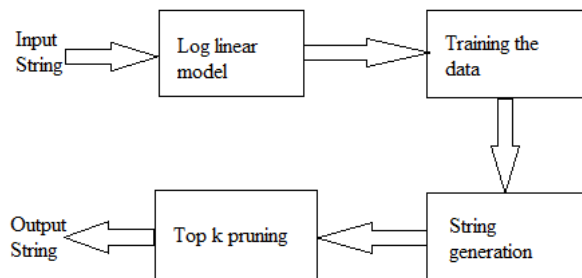 Input
String
Log linear
model
Training the
data
String
generation
Top k pruning
Output
String